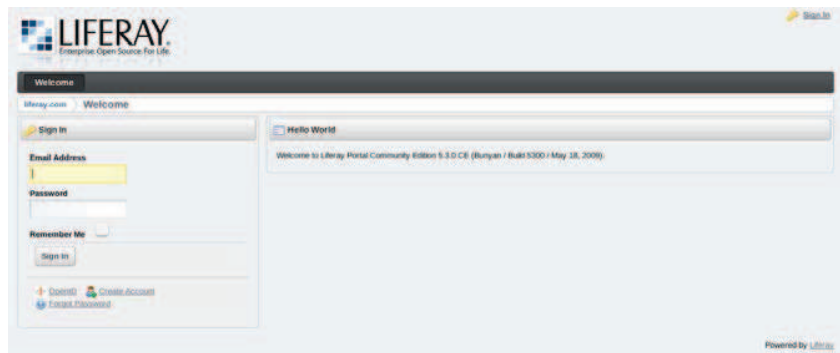 Sign In
LIFERAY.
Enterprise. Open Source. For Life.
Welcome
liferay.com
Welcome
Sign In
Email Address
Password
Remember Me
Sign In
OpenID
Create Account
Forgot Password
Hello World
Welcome to Liferay Portal Community Edition 5.3.0 CE (Bunyan / Build 5300 / May 18, 2009).
Powered by Liferay